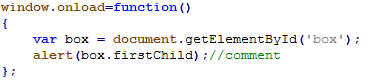 window.onload=function()
{
    var box = document.getElementById('box');
    alert(box.firstChild);//comment
};